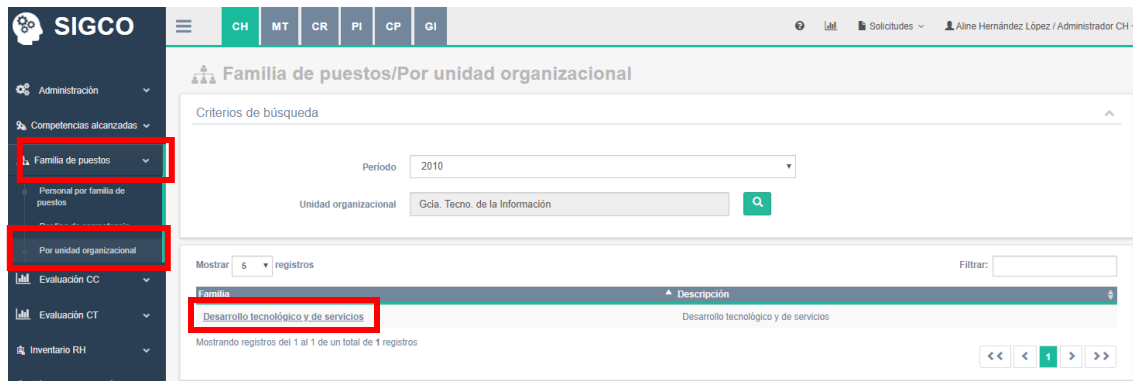 SIGCO
CH MT CR PI CP GI
Solicitudes
Aline Hernández López / Administrador CH
Administración
Competencias alcanzadas
Familia de puestos
Personal por familia de
puestos
Por unidad organizacional
Evaluación CC
Evaluación CT
Inventario RH
Familia de puestos/Por unidad organizacional
Criterios de búsqueda
Período 2010
Unidad organizacional Gcia. Tecno. de la Información
Mostrar 5 registros Filtrar:
Familia Descripción
Desarrollo tecnológico y de servicios Desarrollo tecnológico y de servicios
Mostrando registros del 1 al 1 de un total de 1 registros
<< < 1 > >>